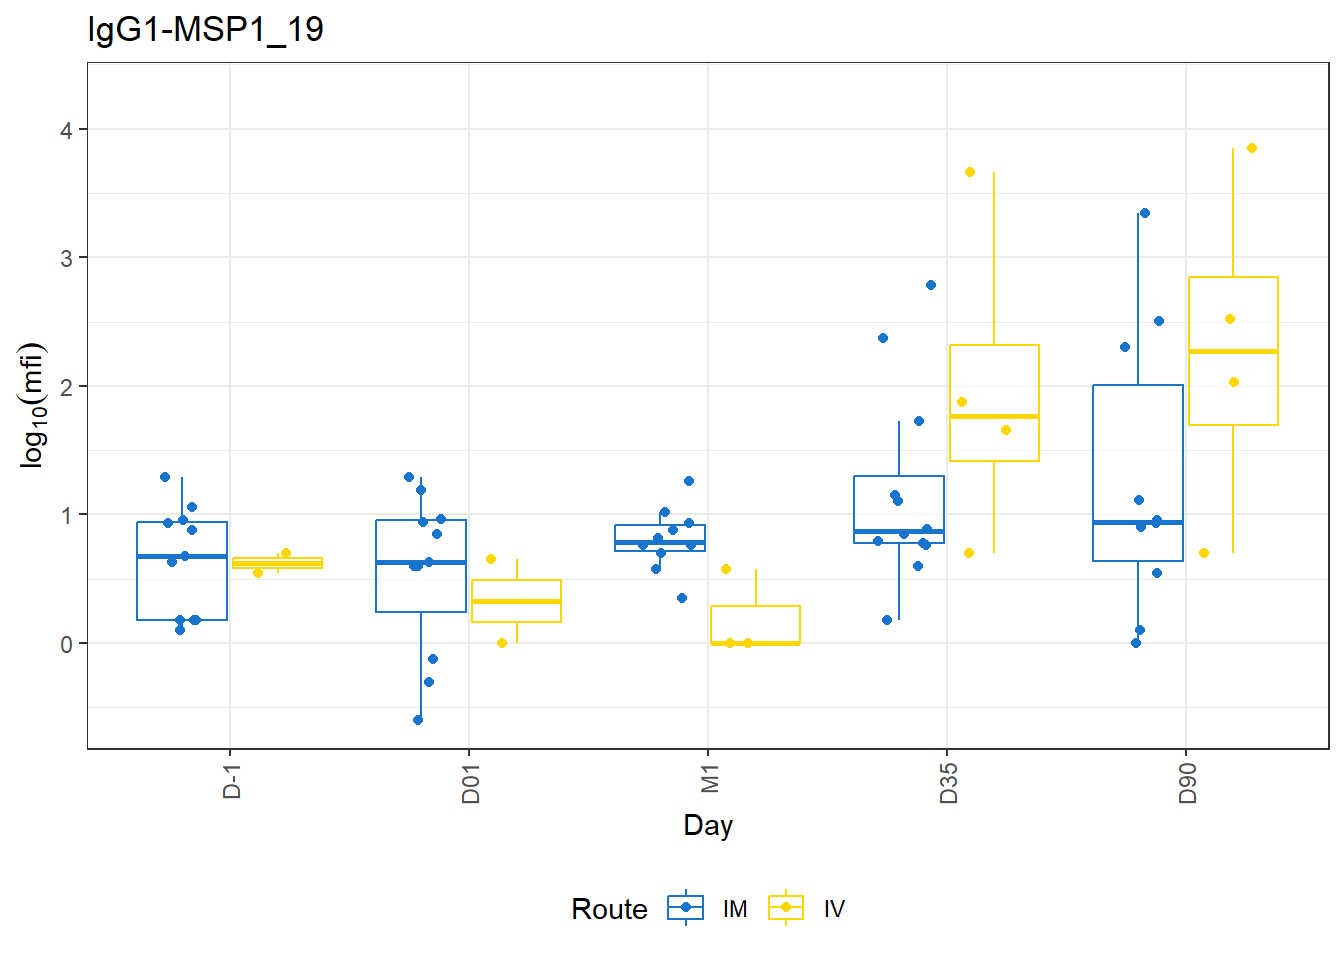 IgG1-MSP1_19
4
3
2
1
0
log10(mfi)
D-1
D01
M1
D35
D90
Day
Route IM IV